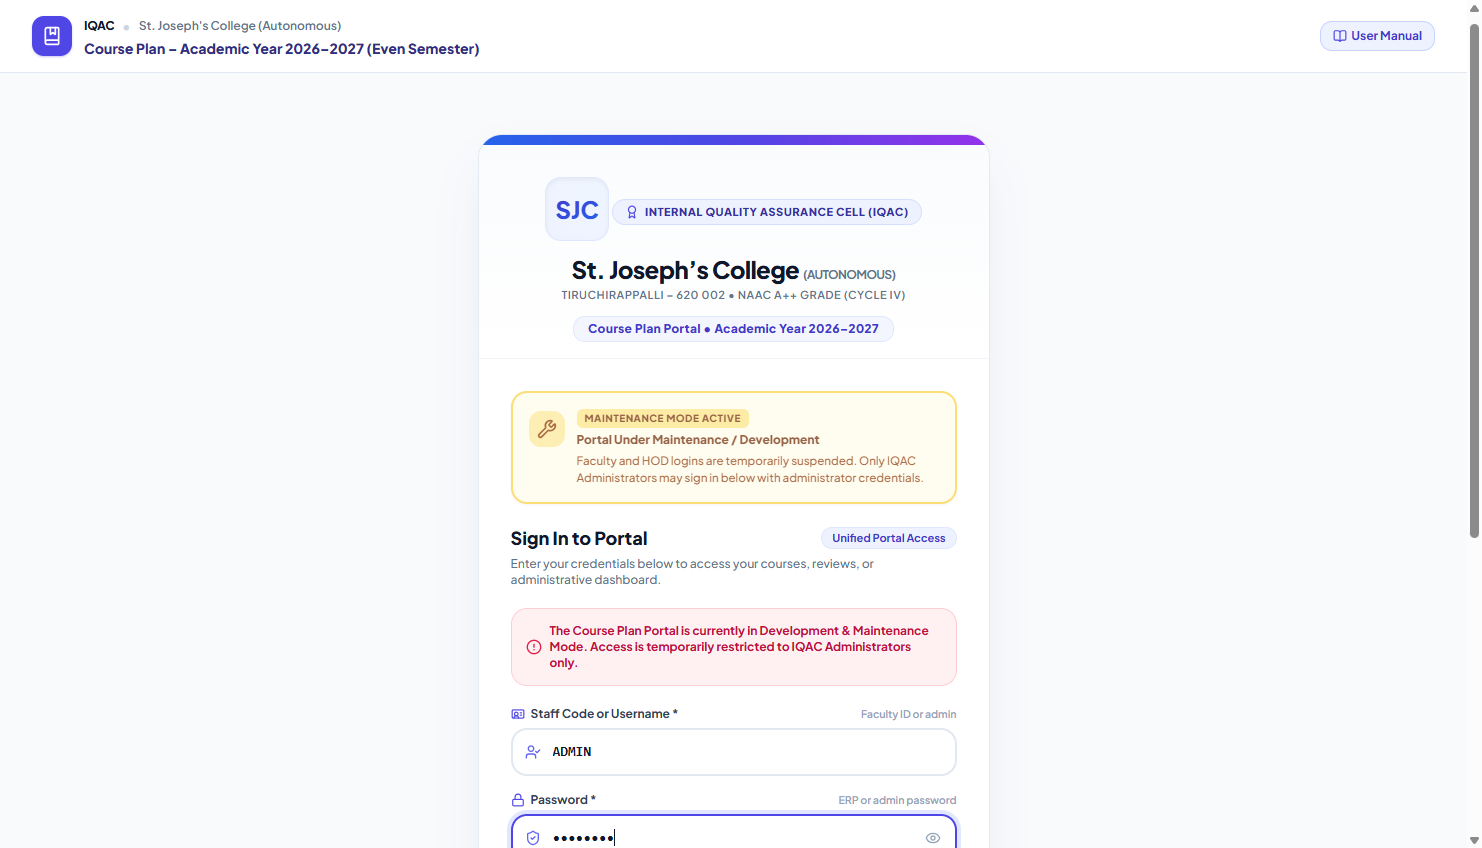 IQAC • St. Joseph's College (Autonomous)
Course Plan – Academic Year 2026–2027 (Even Semester)
User Manual
SJC
INTERNAL QUALITY ASSURANCE CELL (IQAC)
St. Joseph’s College (AUTONOMOUS)
TIRUCHIRAPPALLI – 620 002 • NAAC A++ GRADE (CYCLE IV)
Course Plan Portal • Academic Year 2026–2027
MAINTENANCE MODE ACTIVE
Portal Under Maintenance / Development
Faculty and HOD logins are temporarily suspended. Only IQAC
Administrators may sign in below with administrator credentials.
Sign In to Portal
Unified Portal Access
Enter your credentials below to access your courses, reviews, or
administrative dashboard.
The Course Plan Portal is currently in Development & Maintenance
Mode. Access is temporarily restricted to IQAC Administrators
only.
Staff Code or Username *
Faculty ID or admin
ADMIN
Password *
ERP or admin password
••••••••